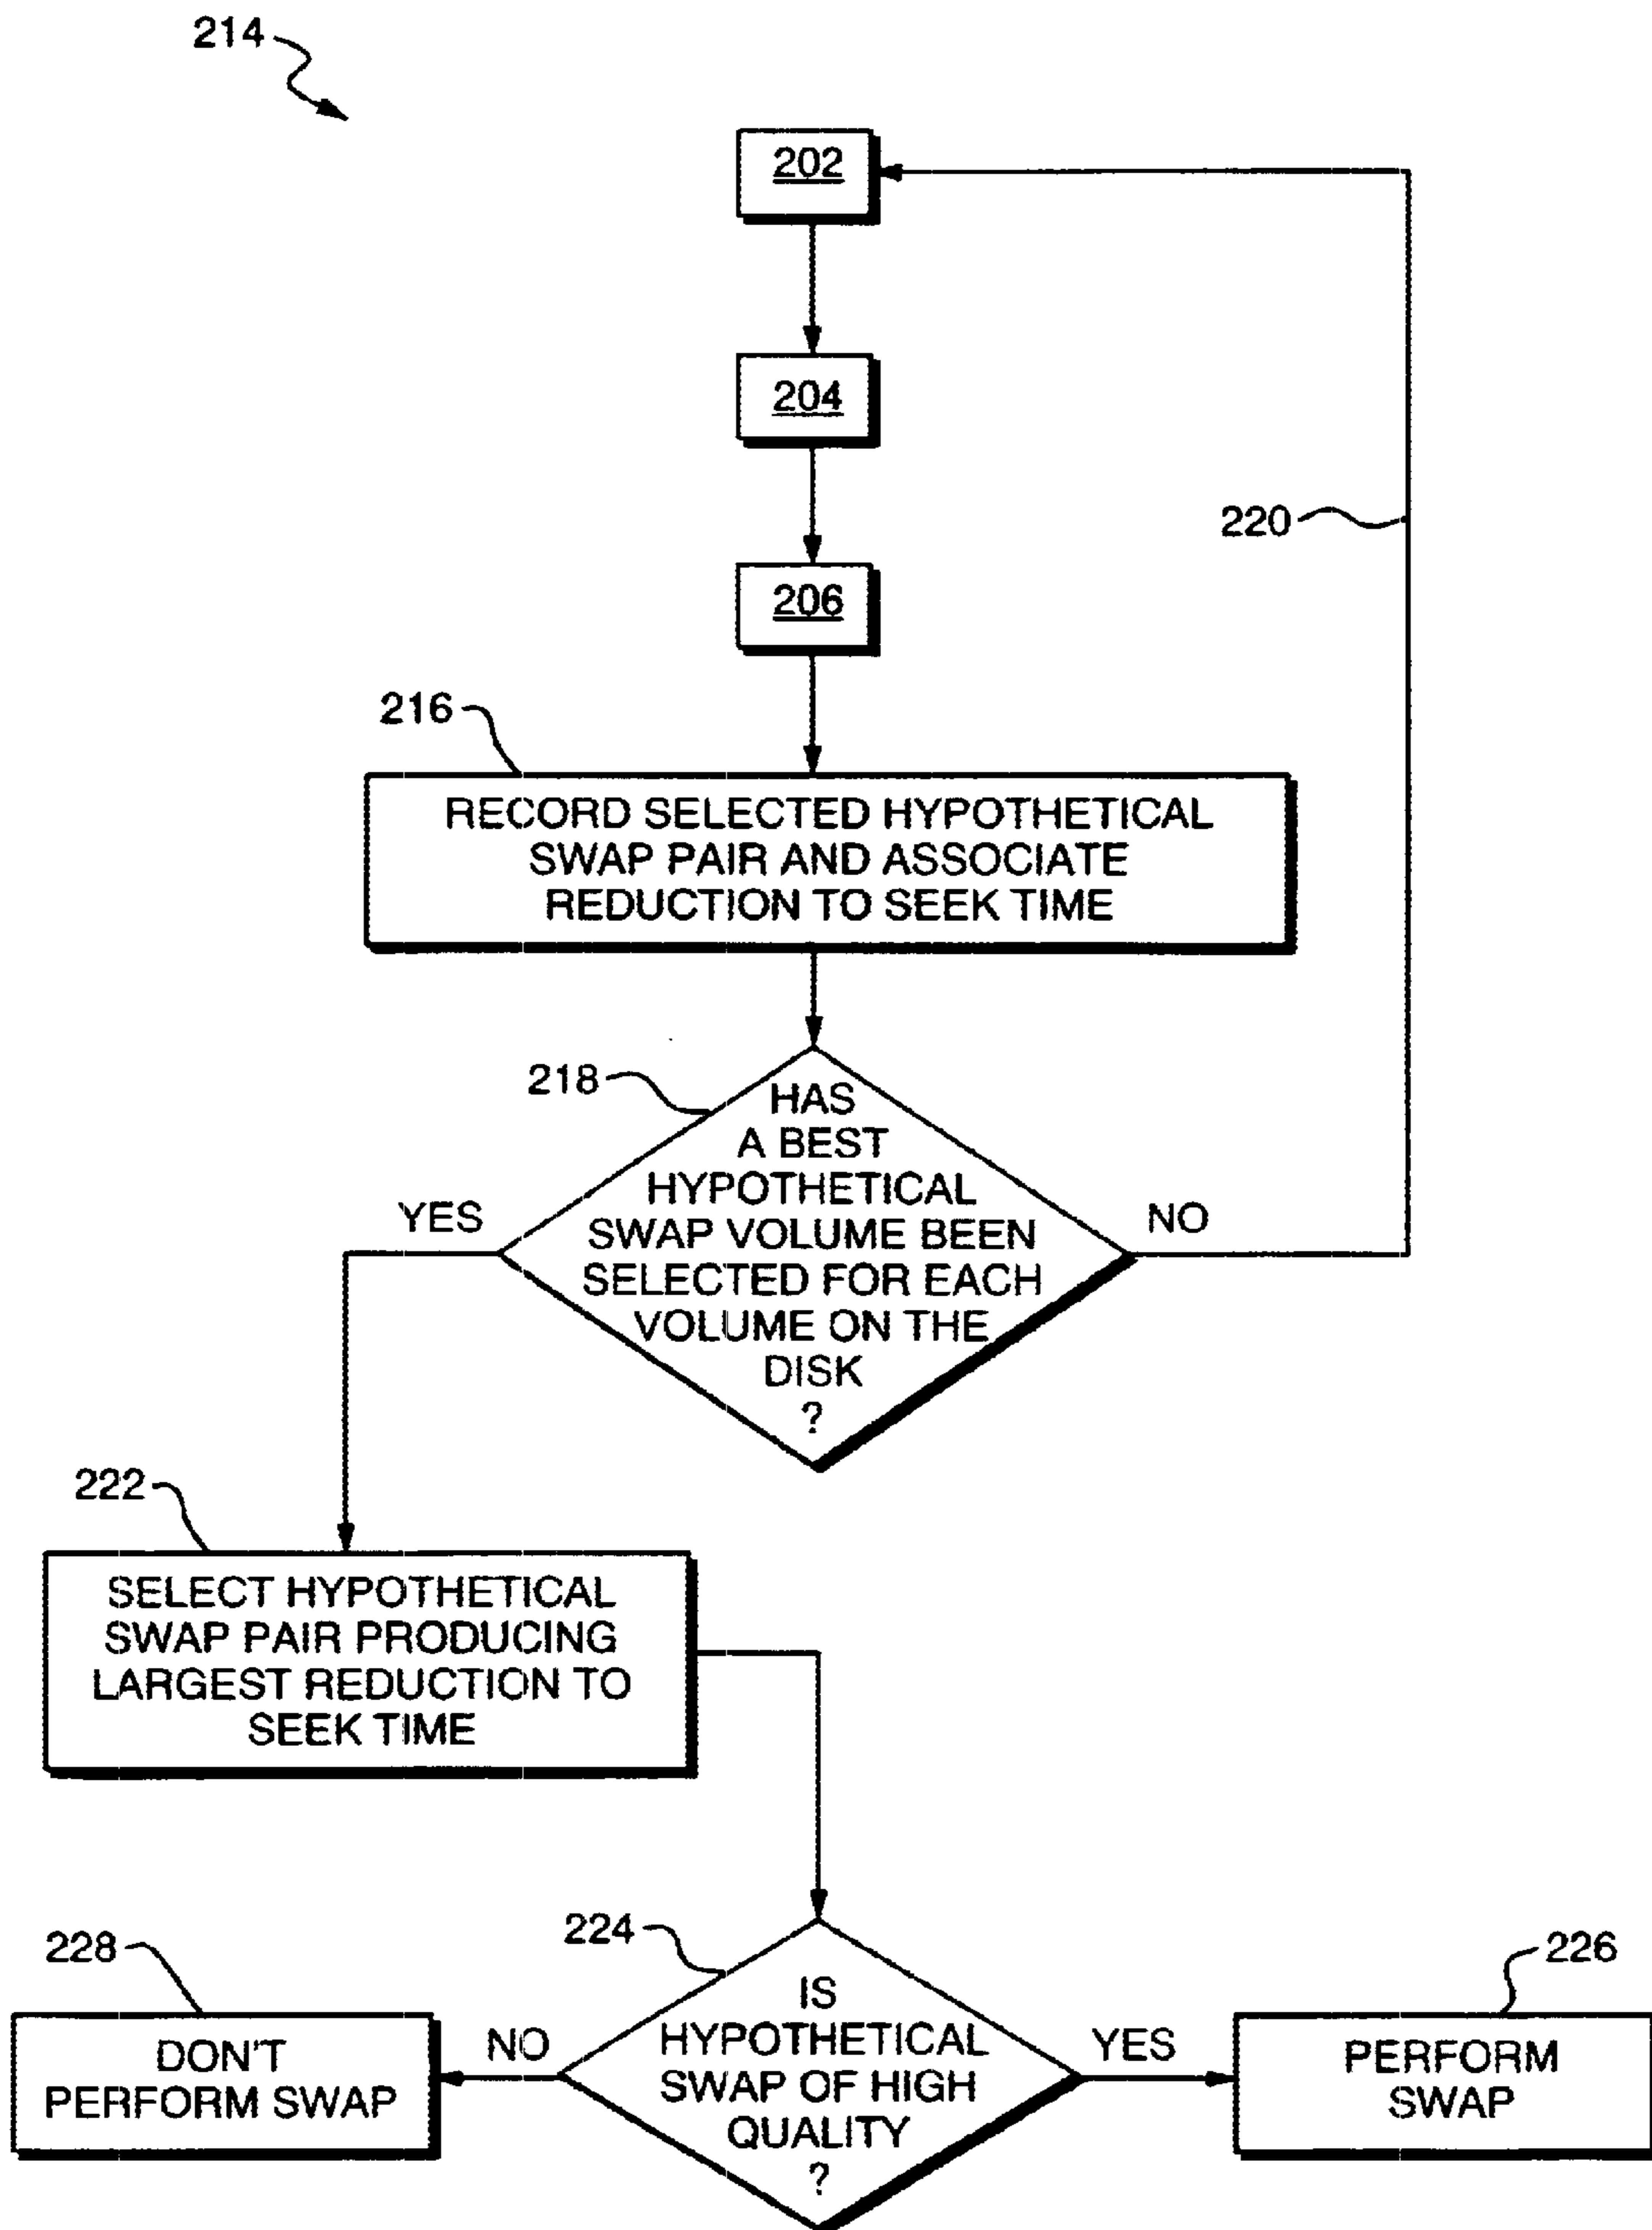 214
202
204
220
206
216
RECORD SELECTED HYPOTHETICAL
SWAP PAIR AND ASSOCIATE
REDUCTION TO SEEK TIME
218
HAS
A BEST
HYPOTHETICAL
SWAP VOLUME BEEN
SELECTED FOR EACH
VOLUME ON THE
DISK
?
YES
NO
222
SELECT HYPOTHETICAL
SWAP PAIR PRODUCING
LARGEST REDUCTION TO
SEEK TIME
224
IS
HYPOTHETICAL
SWAP OF HIGH
QUALITY
?
228
NO
DON'T
PERFORM SWAP
YES
226
PERFORM
SWAP